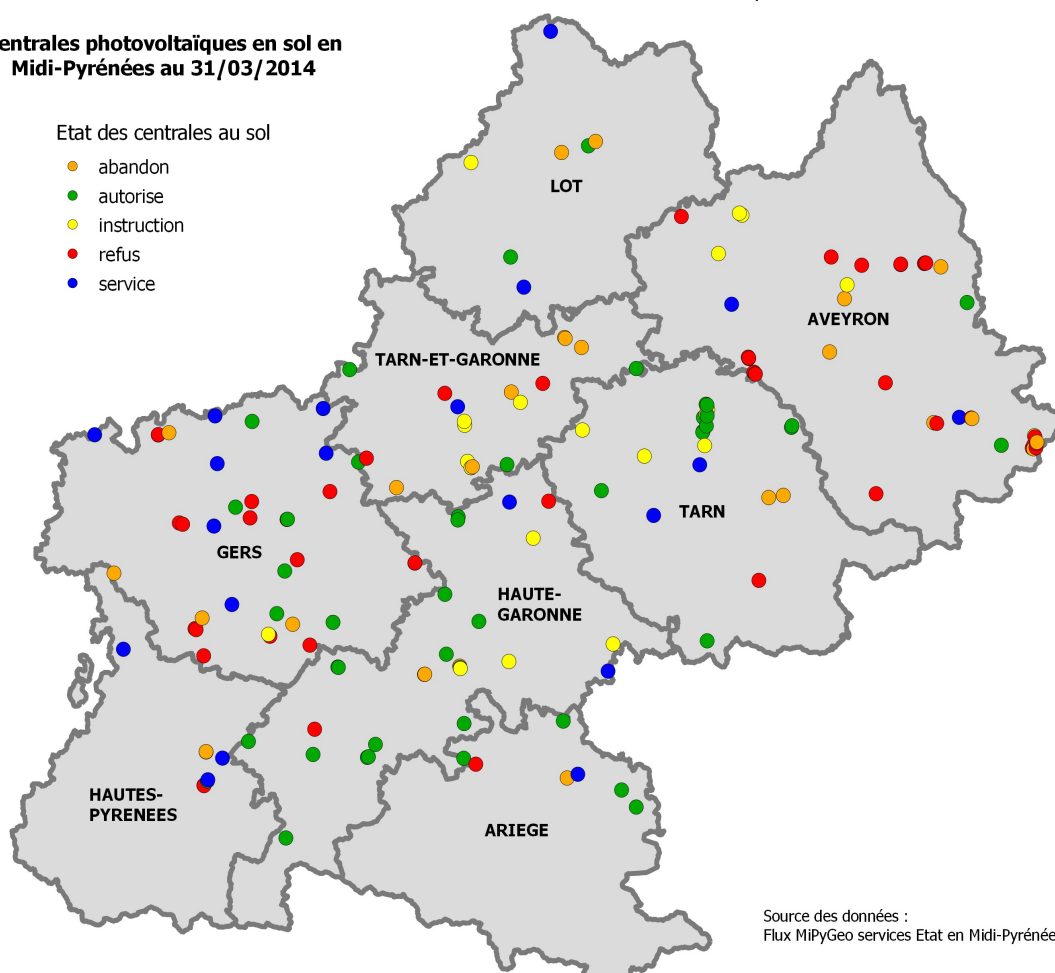 entrales photovoltaïques en sol en
Midi-Pyrénées au 31/03/2014
Etat des centrales au sol
abandon
autorise
instruction
refus
service
LOT
AVEYRON
TARN-ET-GARONNE
TARN
GERS
HAUTE-
GARONNE
HAUTES-
PYRENEES
ARIEGE
Source des données :
Flux MiPyGeo services Etat en Midi-Pyrénée